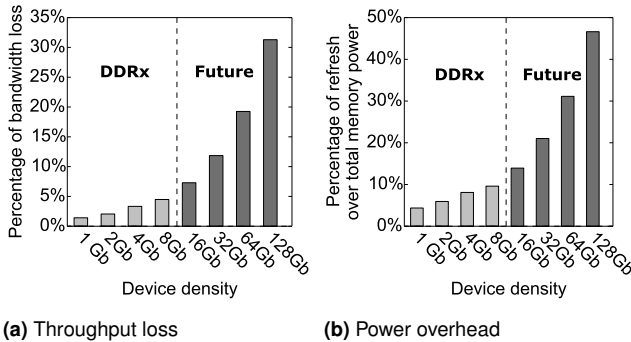 Percentage of bandwidth loss
35%
30%
25%
20%
15%
10%
5%
0%
DDRx
Future
1 Gb
2Gb
4Gb
8Gb
16Gb
32Gb
64Gb
128Gb
Device density
(a) Throughput loss
Percentage of refresh
over total memory power
50%
40%
30%
20%
10%
0%
DDRx
Future
1 Gb
2Gb
4Gb
8Gb
16Gb
32Gb
64Gb
128Gb
Device density
(b) Power overhead